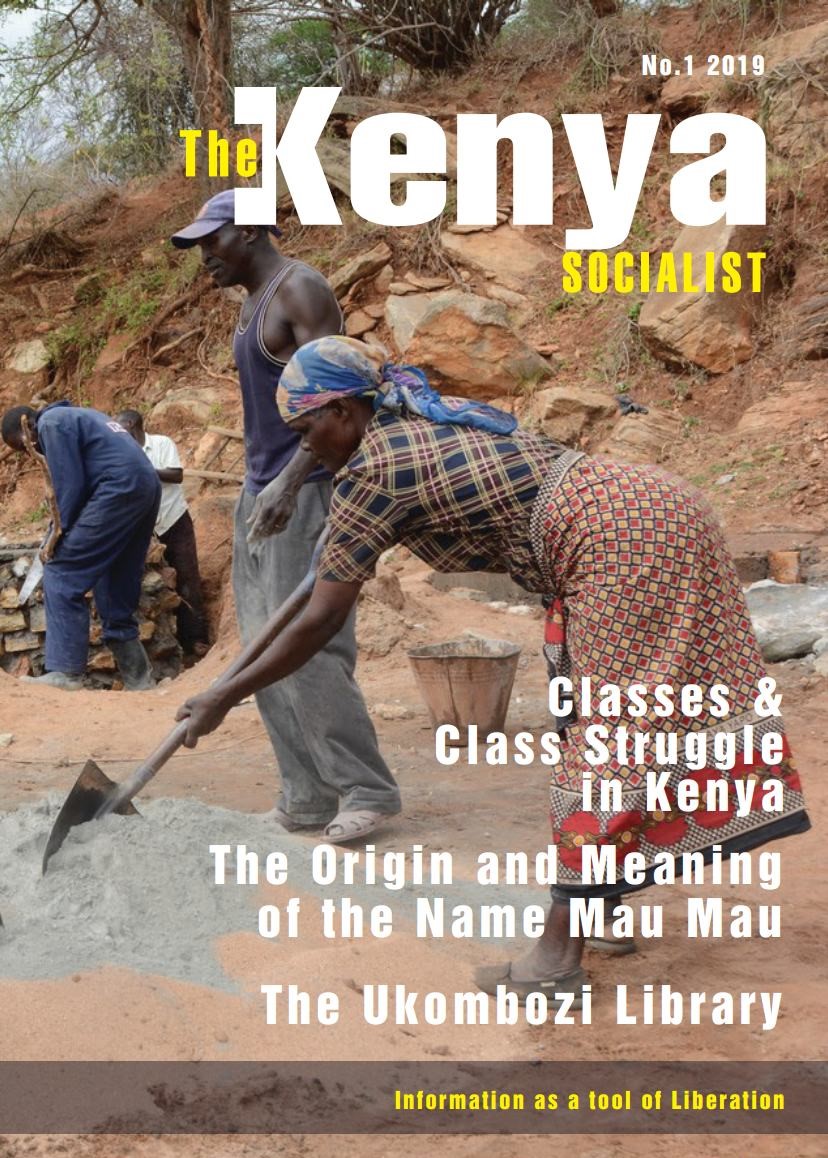 No.1 2019
The Kenya
SOCIALIST
Classes &
Class Struggle
in Kenya
The Origin and Meaning
of the Name Mau Mau
The Ukombozi Library
Information as a tool of Liberation